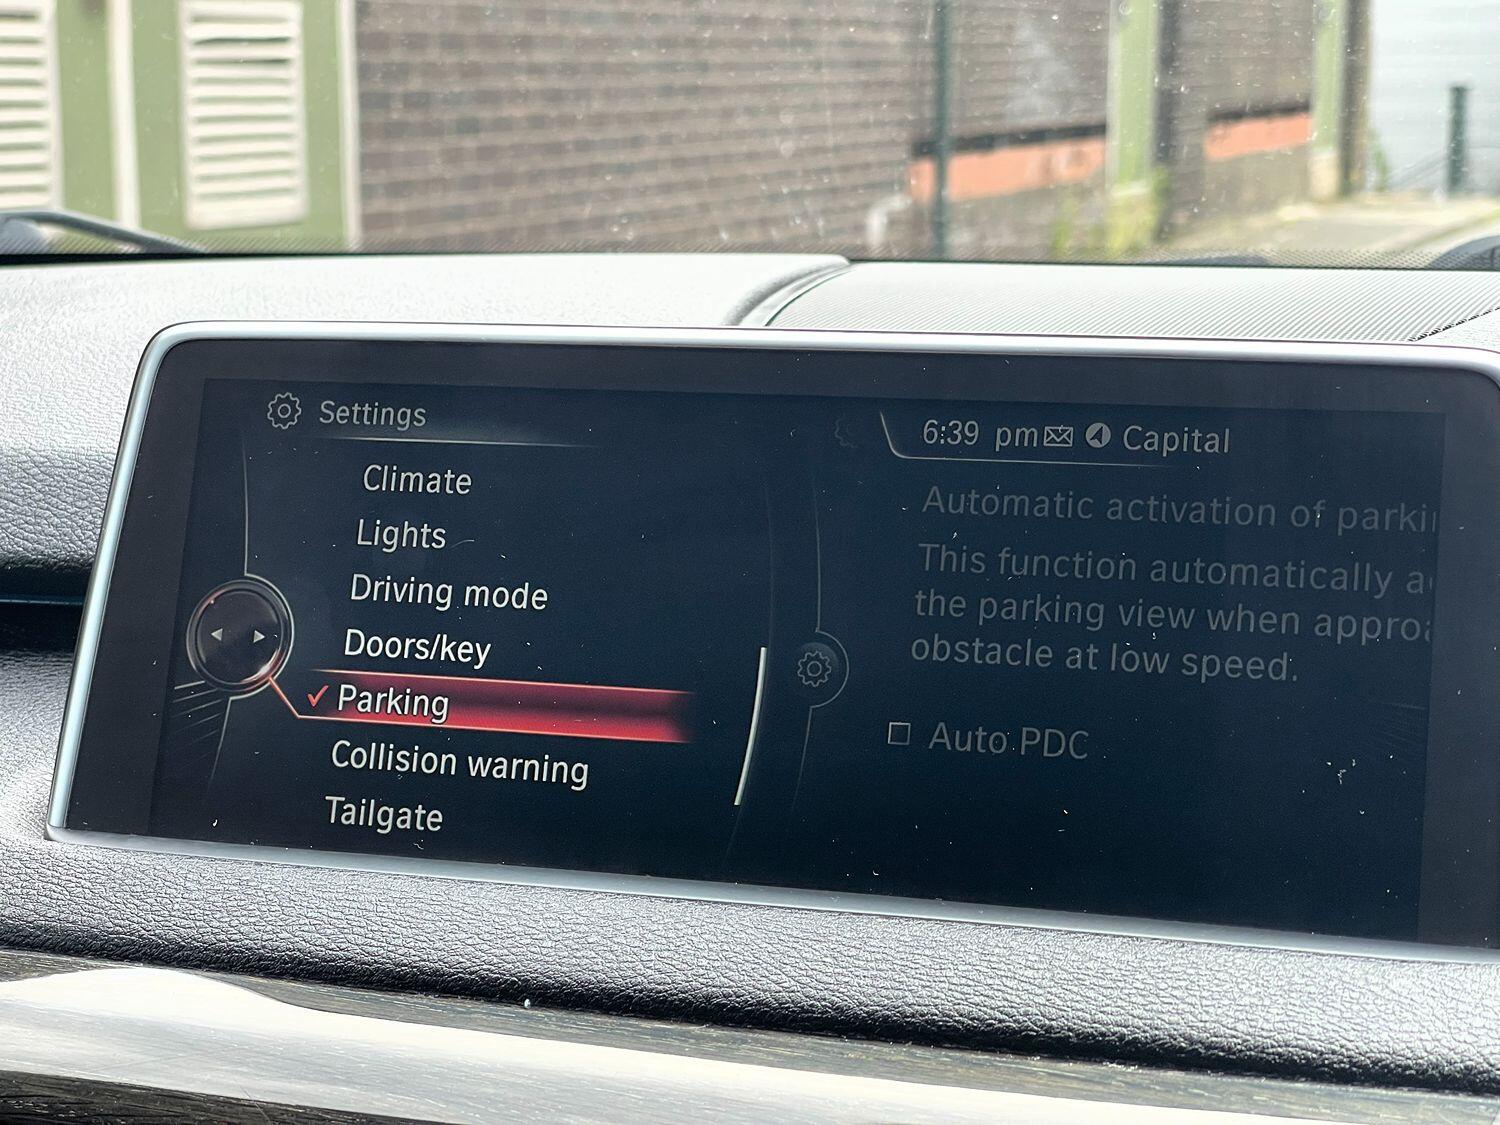 Settings
Climate
Lights
Driving mode
Doors/key
Parking
Collision warning
Tailgate
6:39 pm Capital
Automatic activation of parki
This function automatically a
the parking view when approa
obstacle at low speed.
Auto PDC